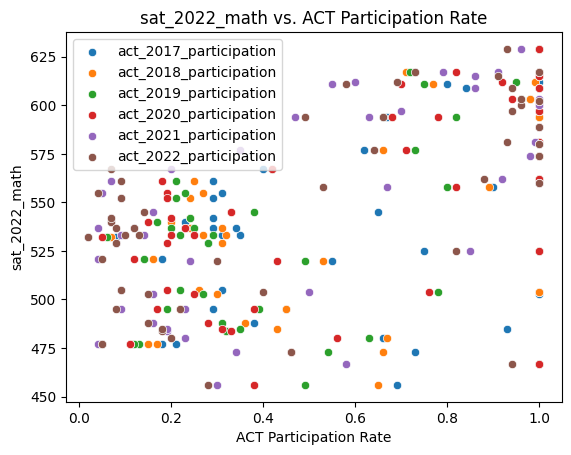 sat_2022_math vs. ACT Participation Rate
act_2017_participation
act_2018_participation
act_2019_participation
act_2020_participation
act_2021_participation
act_2022_participation
sat_2022_math
625
600
575
550
525
500
475
450
0.0 0.2 0.4 0.6 0.8 1.0
ACT Participation Rate